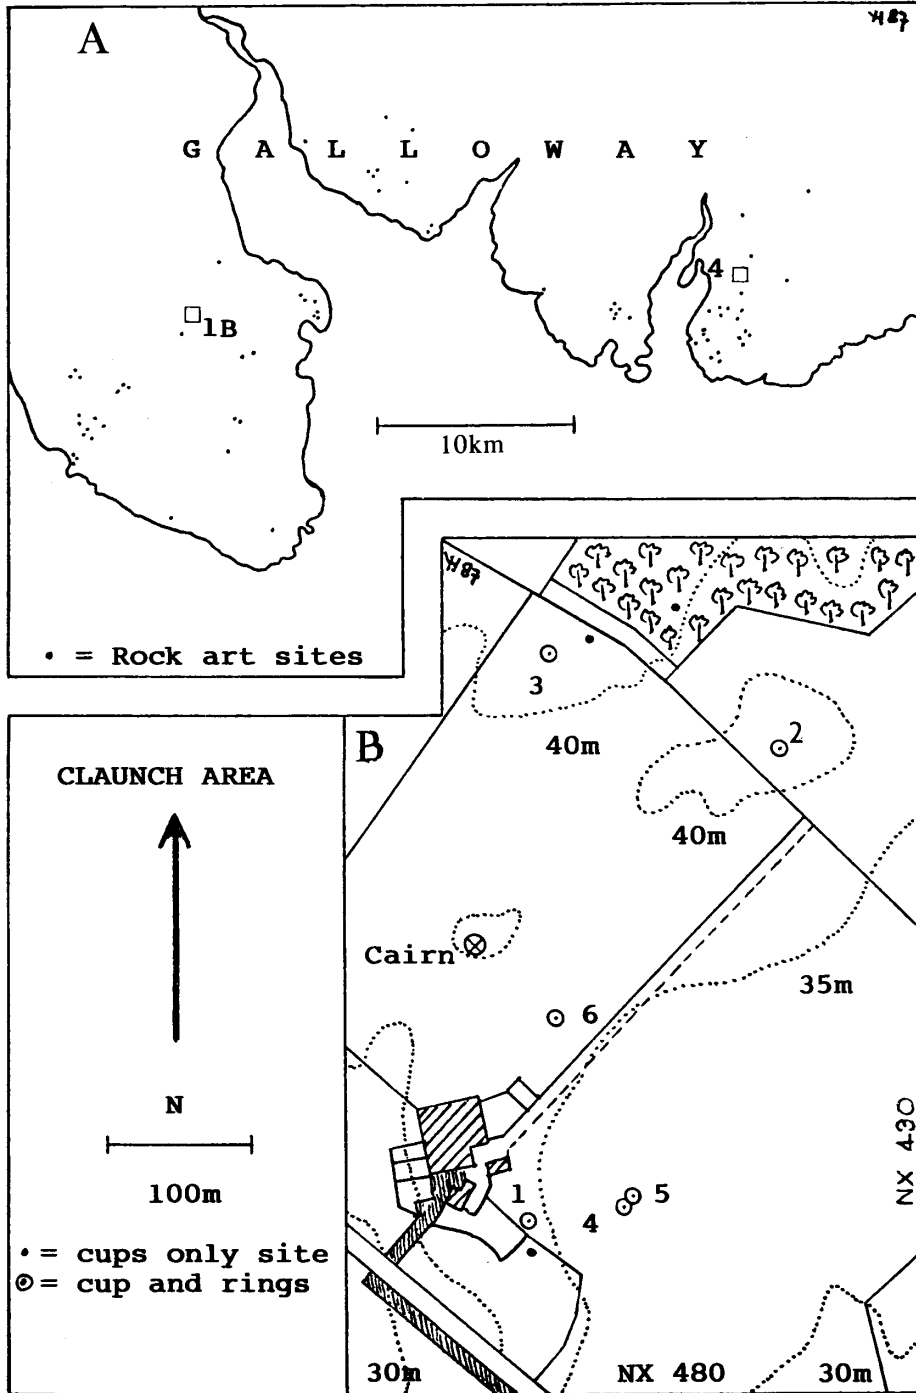 A
G A L L O W A Y
4
1B
10km
• = Rock art sites
3
2
40m
B
CLAUNCH AREA
40m
Cairn
35m
6
N
NX 430
100m
1
5
4
• = cups only site
⊙ = cup and rings
30m
NX 480
30m